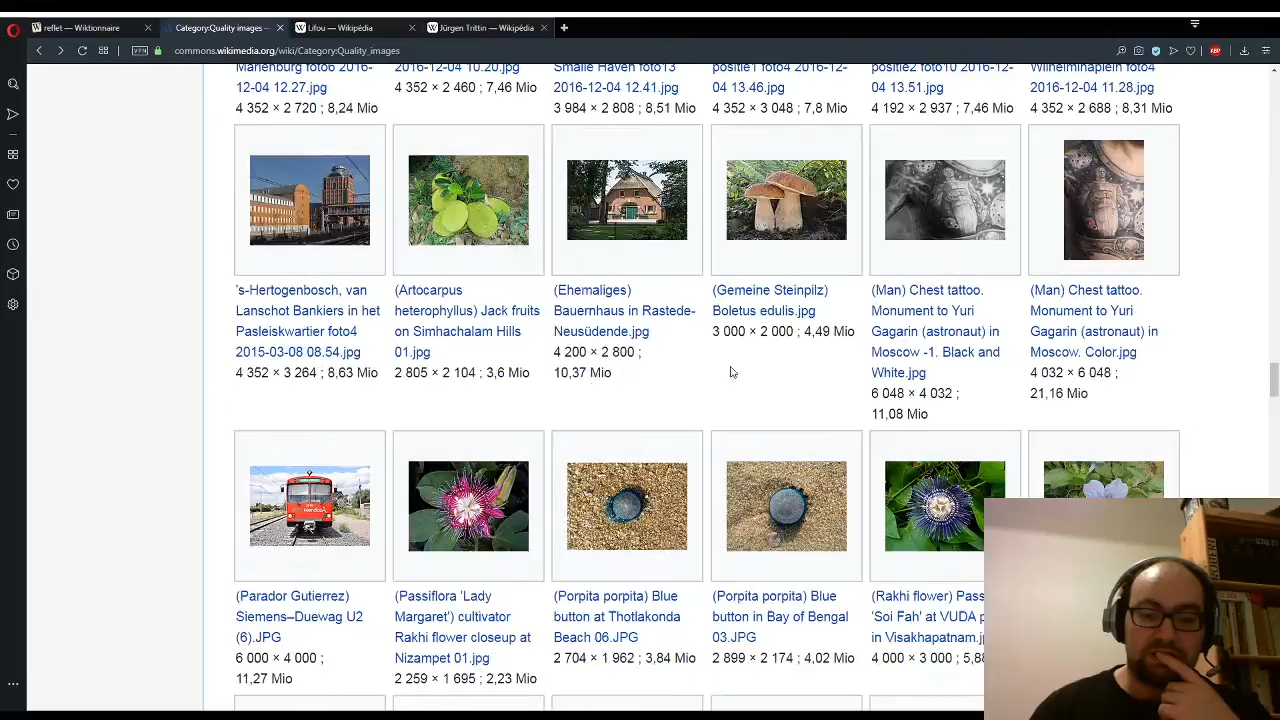 reflet — Wiktionnaire
Category:Quality images –
Lifou — Wikipédia
Jürgen Trittin — Wikipédia
VPN
commons.wikimedia.org/wiki/Category:Quality_images
ABP
Marienburg foto6 2016-
12-04 12.27.jpg
4 352 × 2 720 ; 8,24 Mio
2016-12-04 10.20.jpg
4 352 × 2 460 ; 7,46 Mio
Smalle Haven foto13
2016-12-04 12.41.jpg
3 984 × 2 808 ; 8,51 Mio
positie1 foto4 2016-12-
04 13.46.jpg
4 352 × 3 048 ; 7,8 Mio
positie2 foto10 2016-12-
04 13.51.jpg
4 192 × 2 937 ; 7,46 Mio
Wilhelminaplein foto4
2016-12-04 11.28.jpg
4 352 × 2 688 ; 8,31 Mio
's-Hertogenbosch, van
Lanschot Bankiers in het
Pasleiskwartier foto4
2015-03-08 08.54.jpg
4 352 × 3 264 ; 8,63 Mio
(Artocarpus
heterophyllus) Jack fruits
on Simhachalam Hills
01.jpg
2 805 × 2 104 ; 3,6 Mio
(Ehemaliges)
Bauernhaus in Rastede-
Neusüdende.jpg
4 200 × 2 800 ;
10,37 Mio
(Gemeine Steinpilz)
Boletus edulis.jpg
3 000 × 2 000 ; 4,49 Mio
(Man) Chest tattoo.
Monument to Yuri
Gagarin (astronaut) in
Moscow -1. Black and
White.jpg
6 048 × 4 032 ;
11,08 Mio
(Man) Chest tattoo.
Monument to Yuri
Gagarin (astronaut) in
Moscow. Color.jpg
4 032 × 6 048 ;
21,16 Mio
(Parador Gutierrez)
Siemens–Duewag U2
(6).JPG
6 000 × 4 000 ;
11,27 Mio
(Passiflora 'Lady
Margaret') cultivator
Rakhi flower closeup at
Nizampet 01.jpg
2 259 × 1 695 ; 2,23 Mio
(Porpita porpita) Blue
button at Thotlakonda
Beach 06.JPG
2 704 × 1 962 ; 3,84 Mio
(Porpita porpita) Blue
button in Bay of Bengal
03.JPG
2 899 × 2 174 ; 4,02 Mio
(Rakhi flower) Pass
'Soi Fah' at VUDA
in Visakhapatnam.j
4 000 × 3 000 ; 5,8